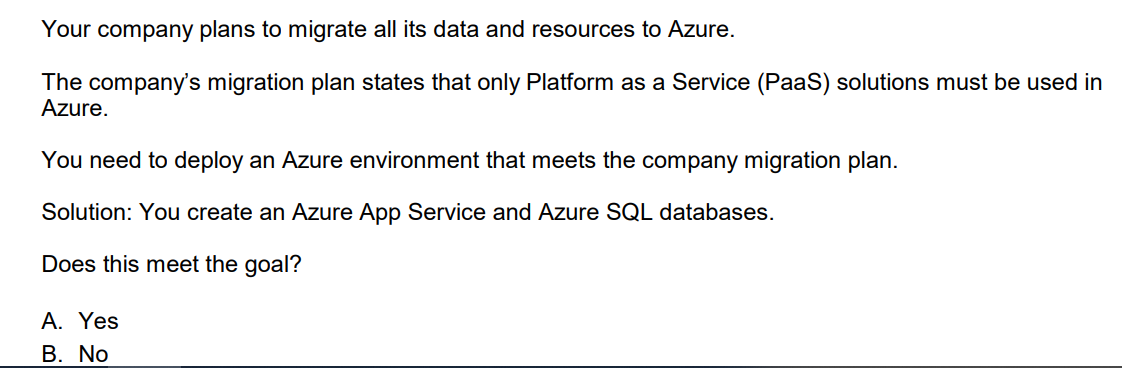 Your company plans to migrate all its data and resources to Azure.
The company's migration plan states that only Platform as a Service (PaaS) solutions must be used in
Azure.
You need to deploy an Azure environment that meets the company migration plan.
Solution: You create an Azure App Service and Azure SQL databases.
Does this meet the goal?
A. Yes
B. No